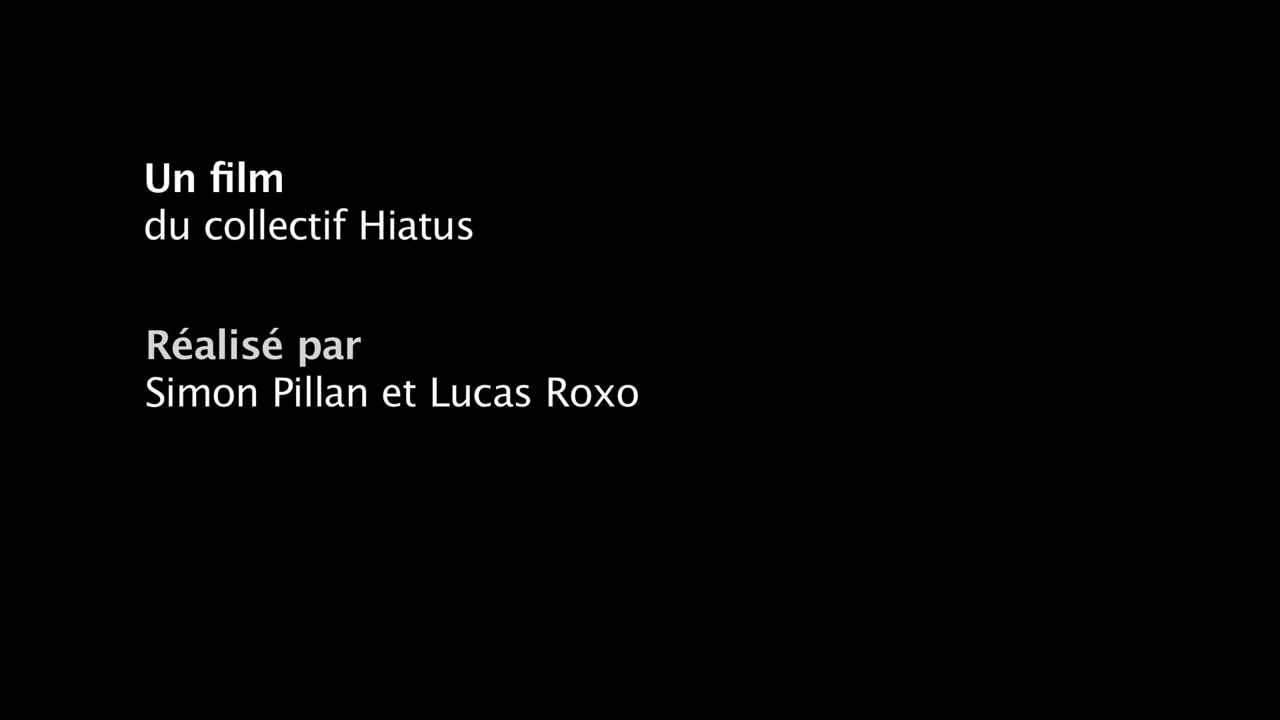 Un film
du collectif Hiatus
Réalisé par
Simon Pillan et Lucas Roxo